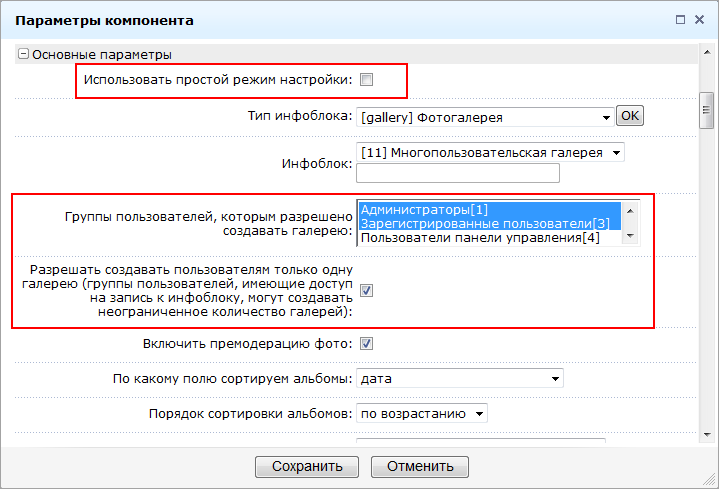 Параметры компонента
Основные параметры
Использовать простой режим настройки:
Тип инфоблока: [gallery] Фотогалерея OK
Инфоблок: [11] Многопользовательская галерея
Группы пользователей, которым разрешено
создавать галерею:
Администраторы[1]
Зарегистрированные пользователи[3]
Пользователи панели управления[4]
Разрешать создавать пользователям только одну
галерею (группы пользователей, имеющие доступ
на запись к инфоблоку, могут создавать
неограниченное количество галерей):
Включить премодерацию фото:
По какому полю сортируем альбомы: дата
Порядок сортировки альбомов: по возрастанию
Сохранить Отменить